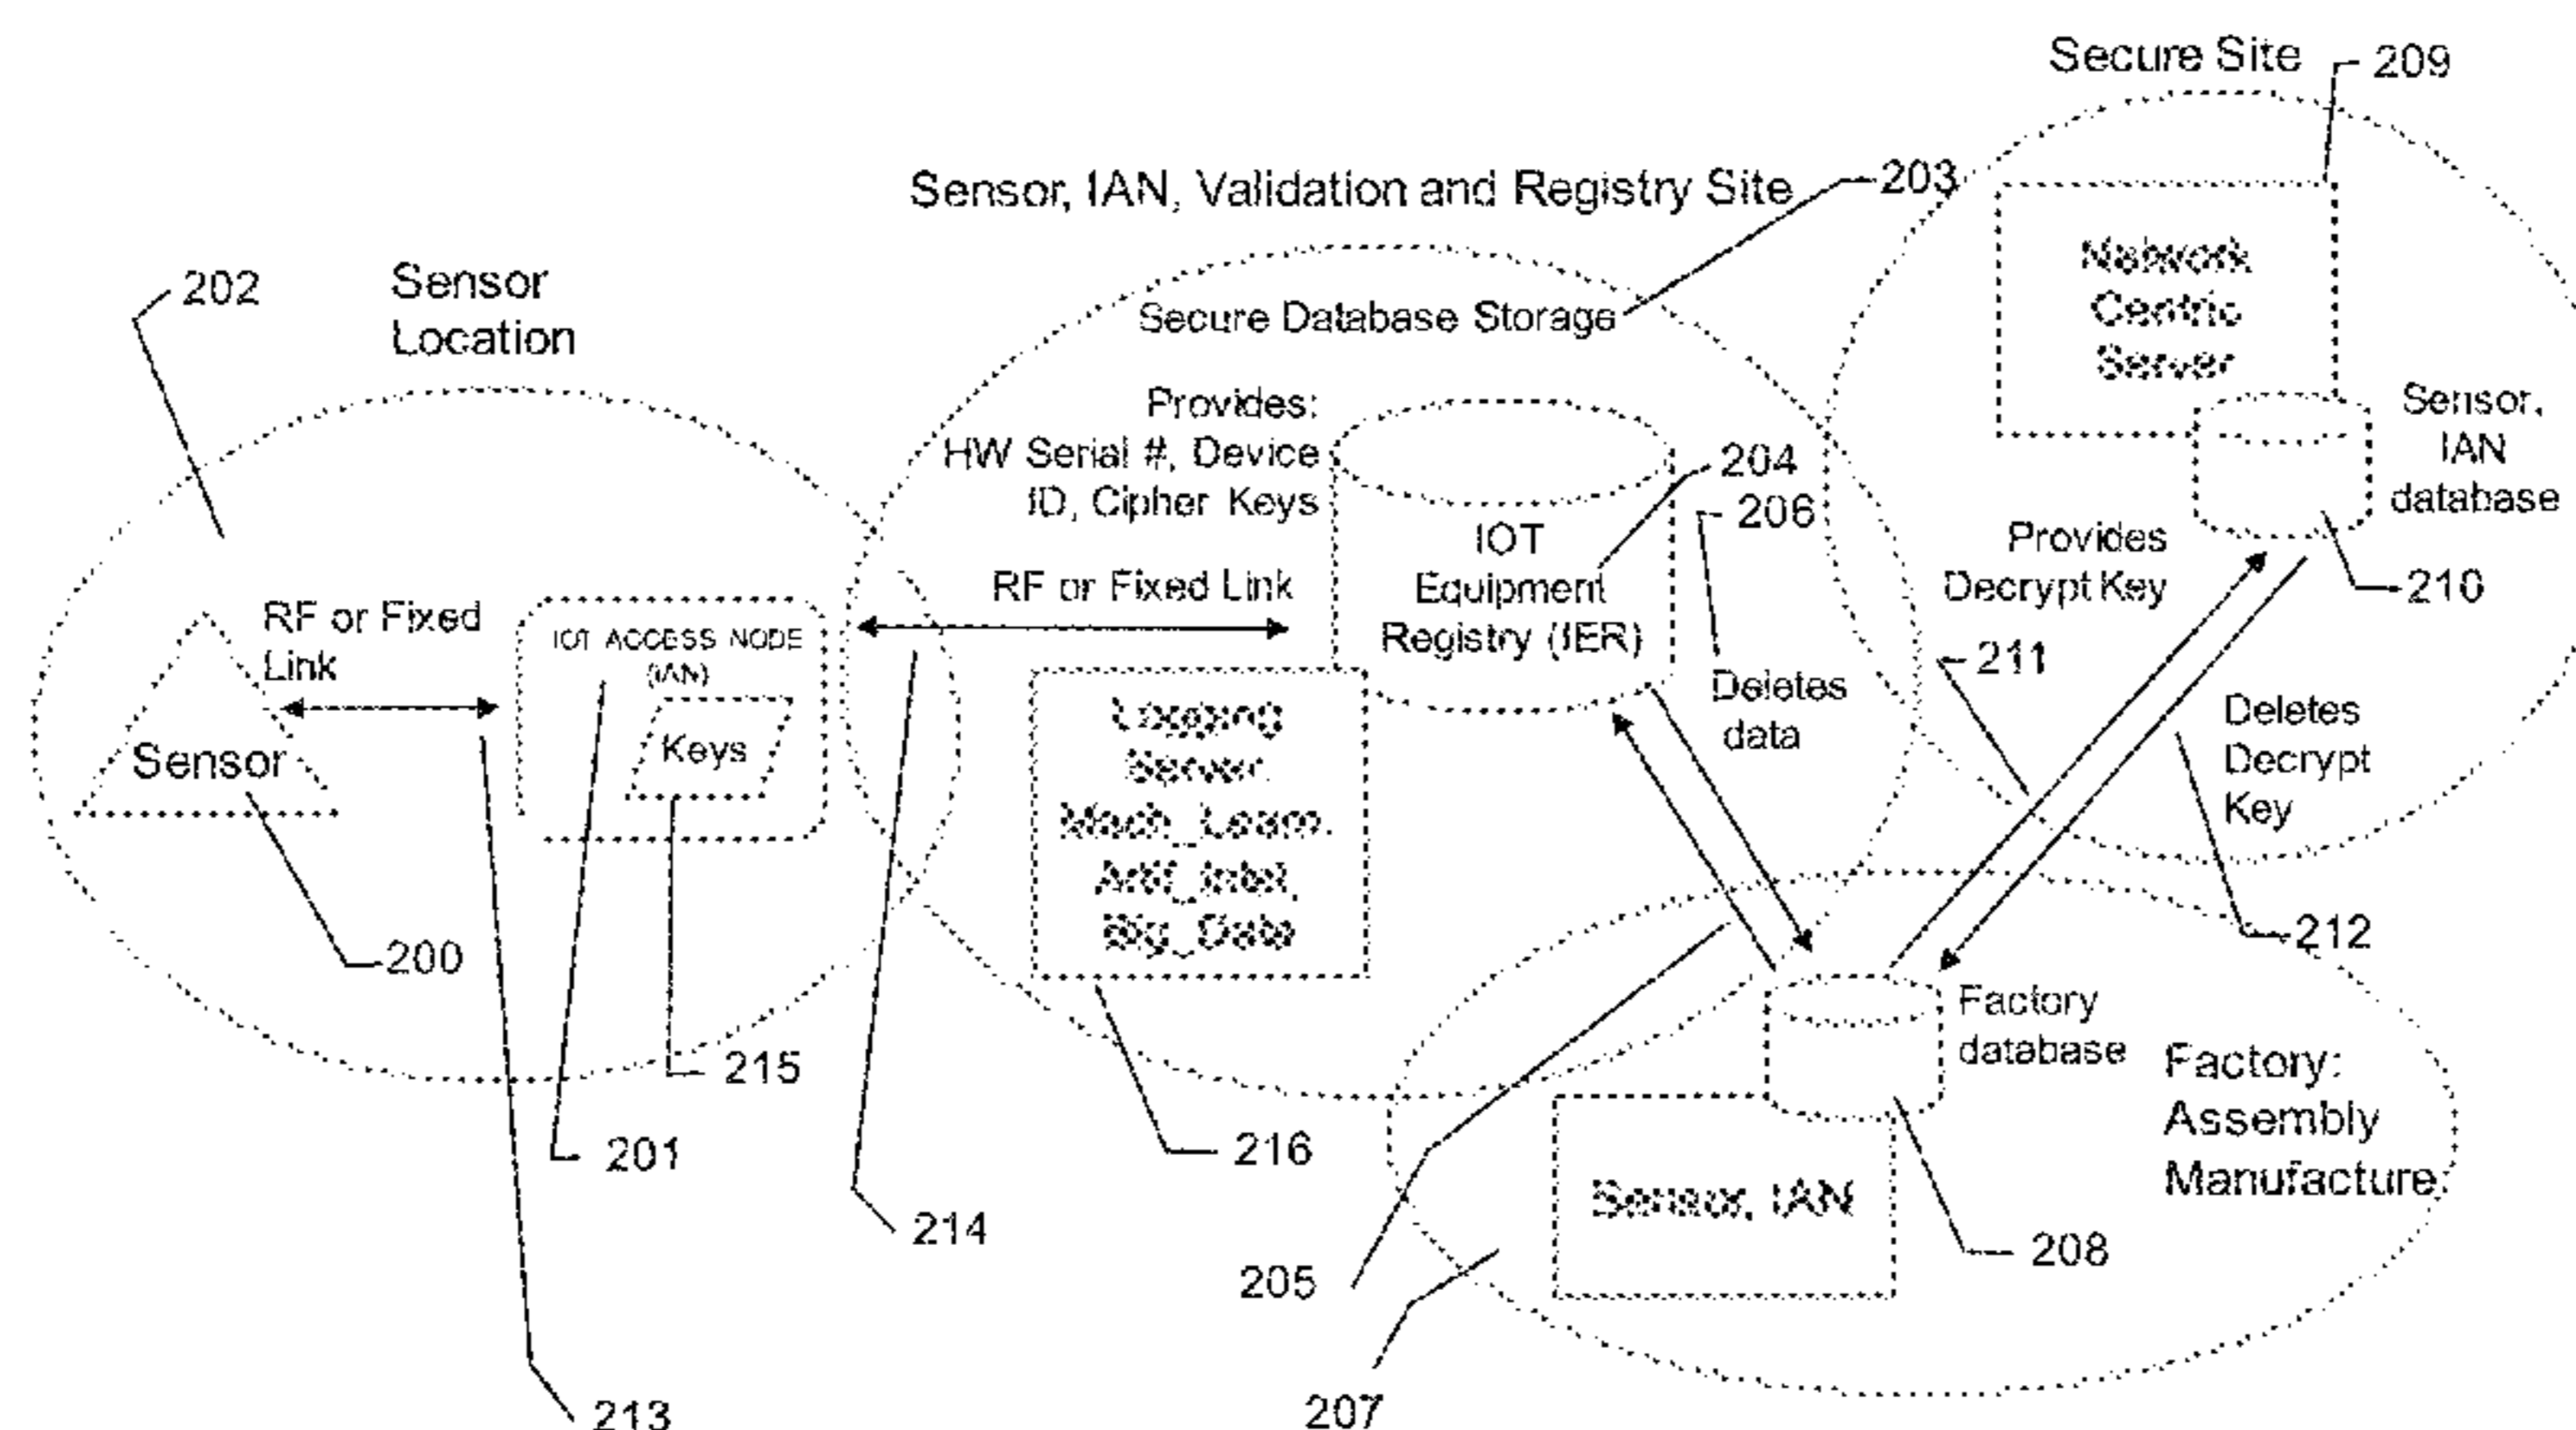 Secure Site
209
Sensor, IAN, Validation and Registry Site
203
202
Sensor
Location
Secure Database Storage
Network
Centric
Server
Provides:
HW Serial #, Device
ID, Cipher Keys
204
206
Sensor,
IAN
database
IOT
Equipment
Registry (IER)
Provides
Decrypt Key
210
RF or Fixed Link
RF or Fixed
Link
IOT ACCESS NODE
(IAN)
Keys
Sensor
211
Deletes
data
Deletes
Decrypt
Key
Logging
Server
Mach_Learn.
Artif_Intel.
Big_Data
200
212
Factory
database
Factory:
Assembly
Manufacture
215
201
216
Sensor, IAN
214
208
205
207
213